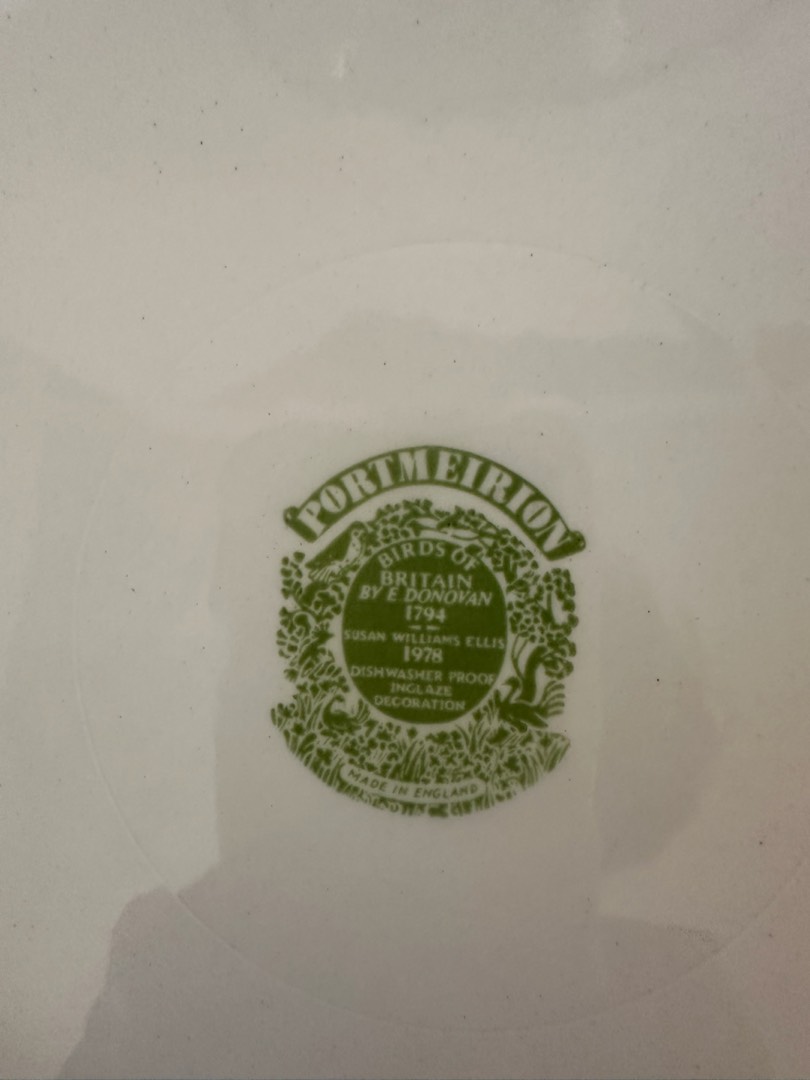 PORTMEIRION
BIRDS OF
BRITAIN
BY E DONOVAN
1794
SUSAN WILLIAMS ELLIS
1978
DISHWASHER PROOF
INGLAZE
DECORATION
MADE IN ENGLAND